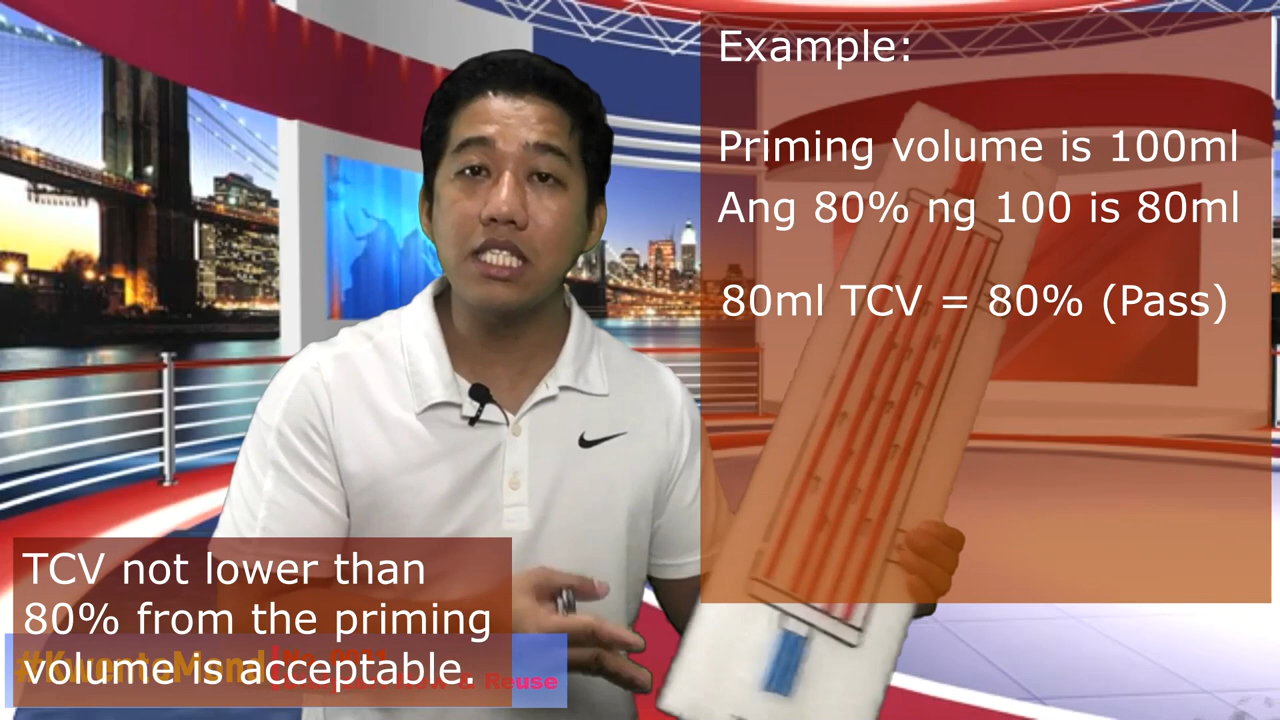 Example:
Priming volume is 100ml
Ang 80% ng 100 is 80ml
80ml TCV = 80% (Pass)
TCV not lower than
80% from the priming
volume is acceptable.
& Reuse